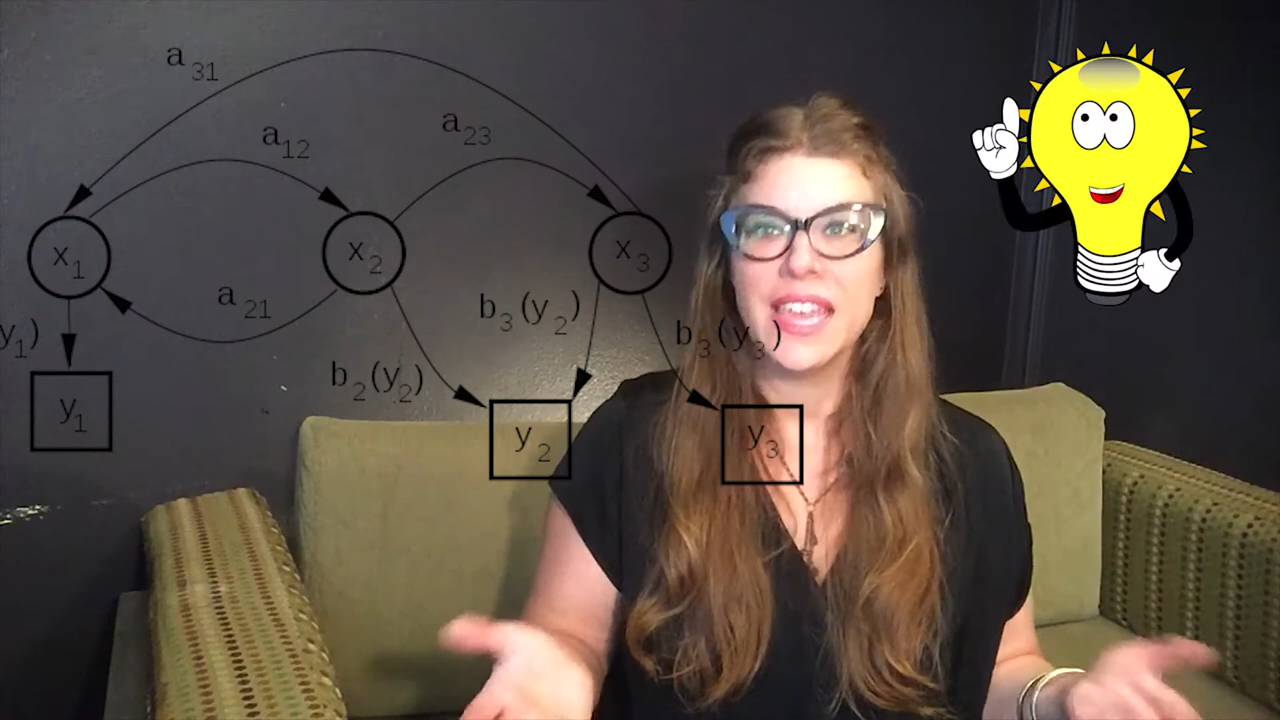 a31
a12
a23
x1
x2
x3
a21
b3(y2)
y1)
b3(y3)
b2(y2)
y1
y2
y3